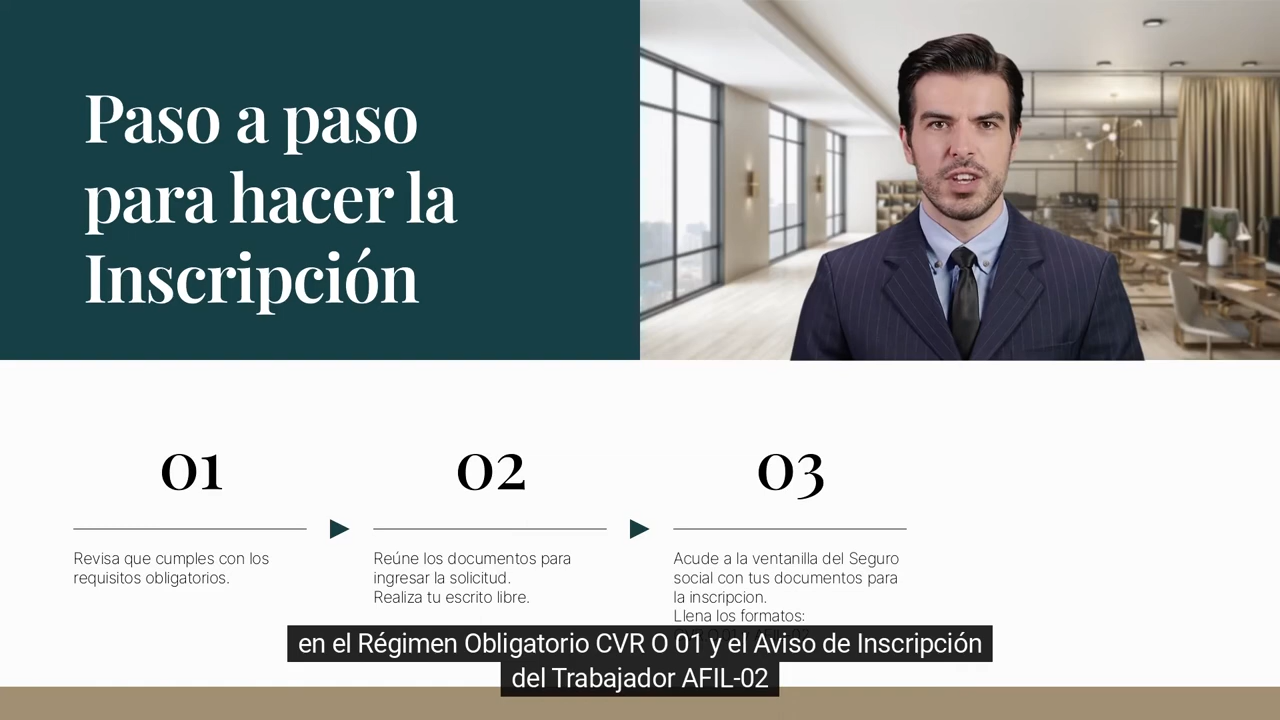 Paso a paso
para hacer la
Inscripción
01
02
03
Revisa que cumples con los
requisitos obligatorios.
Reúne los documentos para
ingresar la solicitud.
Realiza tu escrito libre.
Acude a la ventanilla del Seguro
social con tus documentos para
la inscripcion.
Llena los formatos:
en el Régimen Obligatorio CVR O 01 y el Aviso de Inscripción
del Trabajador AFIL-02